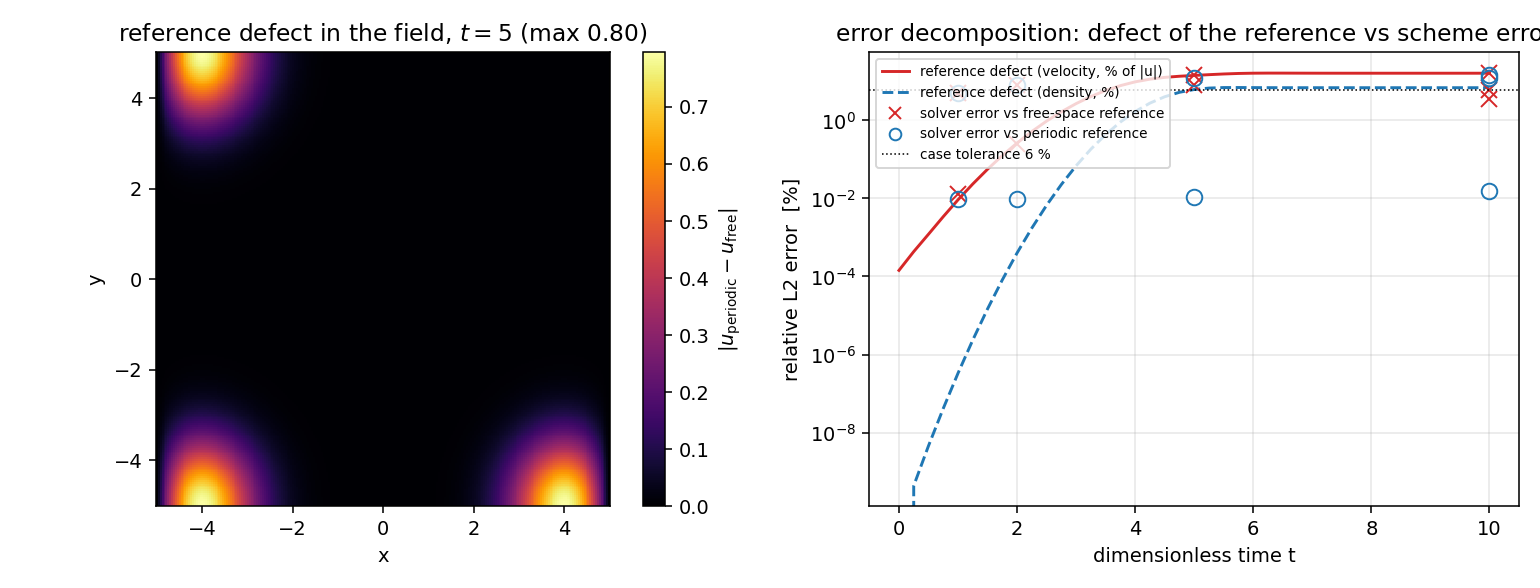 reference defect in the field, t = 5 (max 0.80)
4
2
0
−2
−4
y
−4
−2
0
2
4
x
0.7
0.6
0.5
0.4
0.3
0.2
0.1
0.0
|u_periodic − u_free|
error decomposition: defect of the reference vs scheme erro
reference defect (velocity, % of |u|)
reference defect (density, %)
solver error vs free-space reference
solver error vs periodic reference
case tolerance 6 %
10⁰
10⁻²
10⁻⁴
10⁻⁶
10⁻⁸
relative L2 error [%]
0
2
4
6
8
10
dimensionless time t